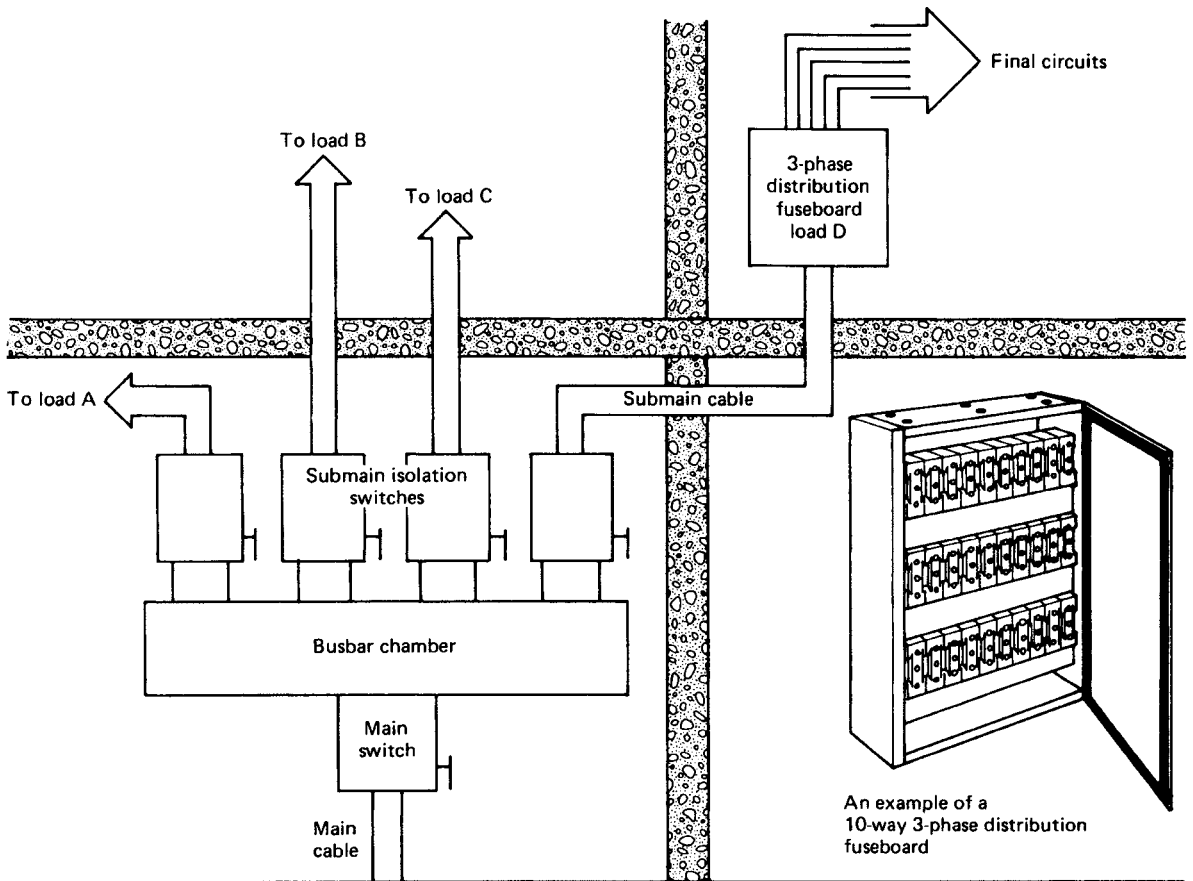 Final circuits
To load B
3-phase
distribution
fuseboard
load D
To load C
To load A
Submain cable
Submain isolation
switches
Busbar chamber
Main
switch
An example of a
10-way 3-phase distribution
fuseboard
Main
cable